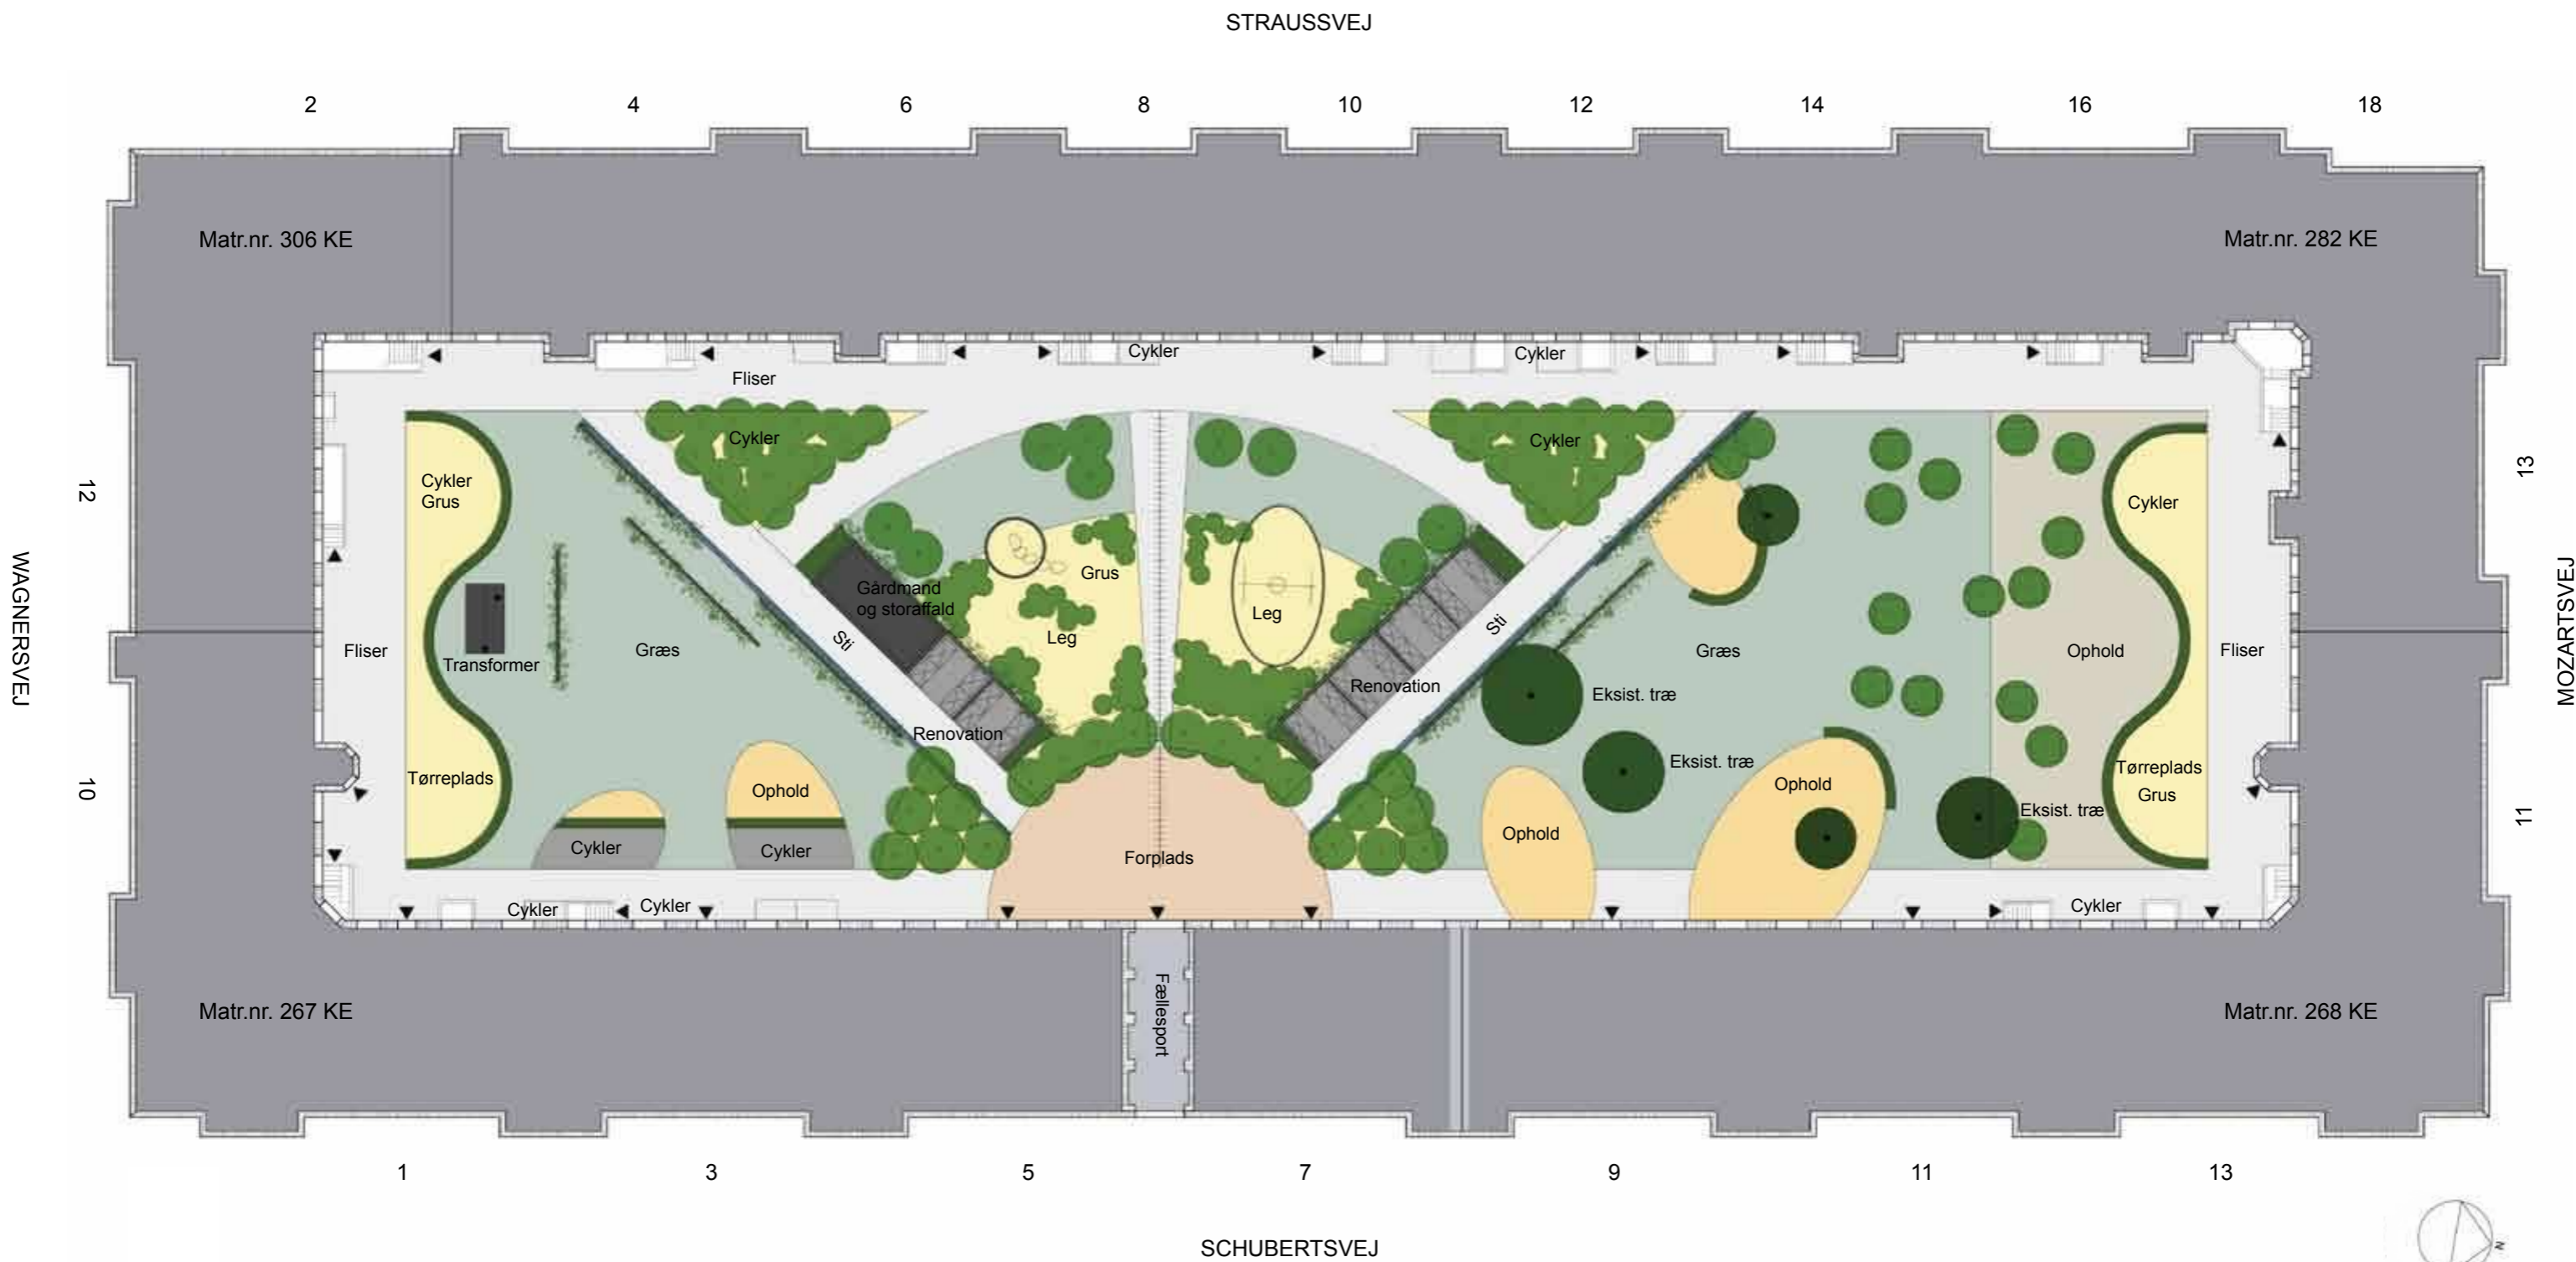 STRAUSSVEJ
2
4
6
8
10
12
14
16
18
Matr.nr. 306 KE
Matr.nr. 282 KE
Cykler
Cykler
Fliser
Cykler
Cykler
12
13
Cykler
Grus
Cykler
WAGNERSVEJ
MOZARTSVEJ
Grus
Gårdmand
og storaffald
Leg
Leg
Sti
Sti
Fliser
Transformer
Græs
Græs
Ophold
Fliser
Renovation
Eksist. træ
Renovation
Eksist. træ
Tørreplads
Ophold
Ophold
Tørreplads
Grus
10
11
Eksist. træ
Ophold
Cykler
Cykler
Forplads
Cykler
Cykler
Cykler
Fællesport
Matr.nr. 267 KE
Matr.nr. 268 KE
1
3
5
7
9
11
13
SCHUBERTSVEJ
N